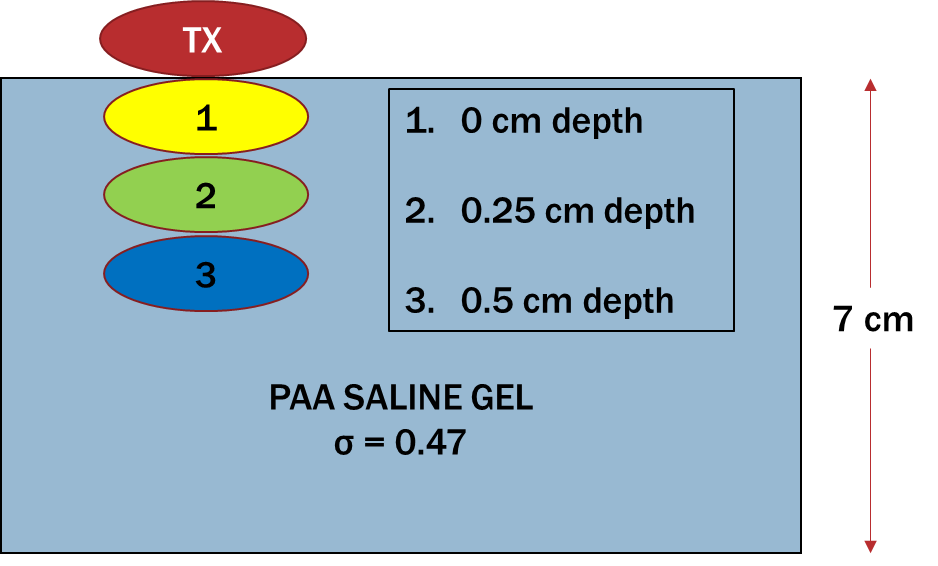 TX
1
2
3
1. 0 cm depth
2. 0.25 cm depth
3. 0.5 cm depth
7 cm
PAA SALINE GEL
σ = 0.47